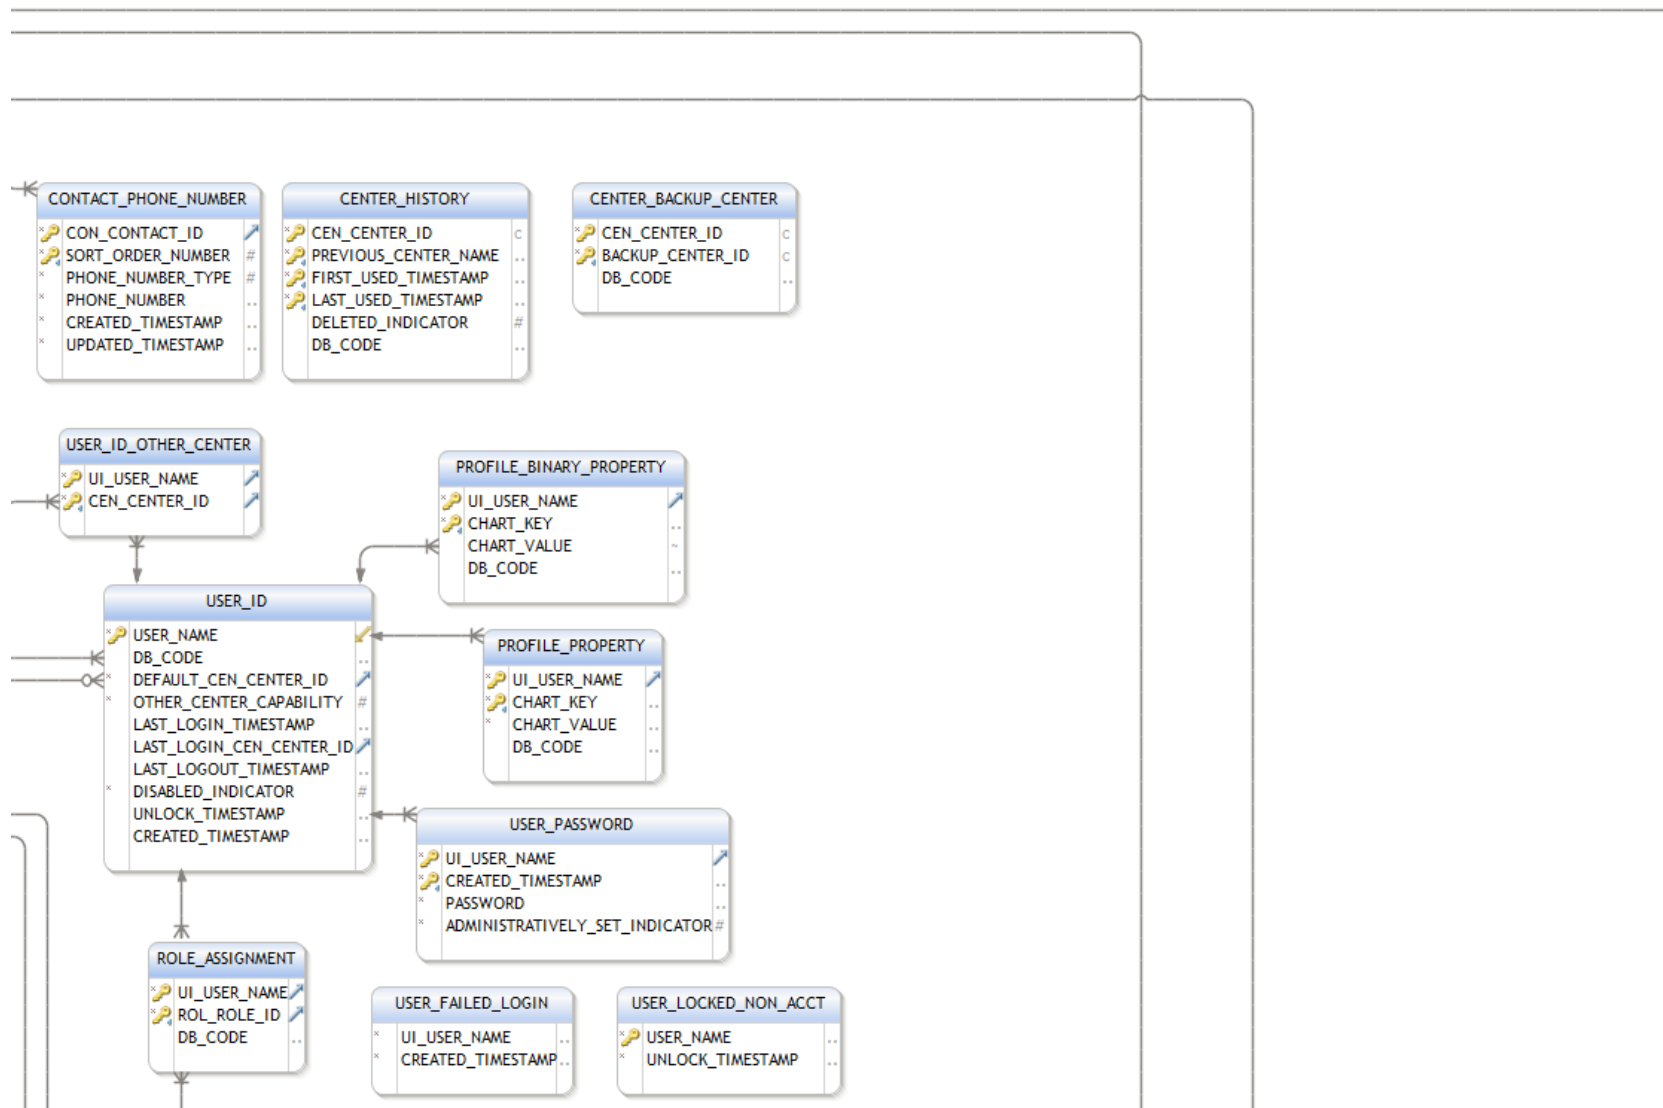 CONTACT_PHONE_NUMBER
CON_CONTACT_ID
SORT_ORDER_NUMBER #
PHONE_NUMBER_TYPE #
PHONE_NUMBER ..
CREATED_TIMESTAMP ..
UPDATED_TIMESTAMP ..
CENTER_HISTORY
CEN_CENTER_ID c
PREVIOUS_CENTER_NAME ..
FIRST_USED_TIMESTAMP ..
LAST_USED_TIMESTAMP ..
DELETED_INDICATOR #
DB_CODE ..
CENTER_BACKUP_CENTER
CEN_CENTER_ID c
BACKUP_CENTER_ID c
DB_CODE ..
USER_ID_OTHER_CENTER
UI_USER_NAME
CEN_CENTER_ID
PROFILE_BINARY_PROPERTY
UI_USER_NAME
CHART_KEY ..
CHART_VALUE ~
DB_CODE ..
USER_ID
USER_NAME
DB_CODE ..
DEFAULT_CEN_CENTER_ID
OTHER_CENTER_CAPABILITY #
LAST_LOGIN_TIMESTAMP ..
LAST_LOGIN_CEN_CENTER_ID
LAST_LOGOUT_TIMESTAMP ..
DISABLED_INDICATOR #
UNLOCK_TIMESTAMP ..
CREATED_TIMESTAMP ..
PROFILE_PROPERTY
UI_USER_NAME
CHART_KEY ..
CHART_VALUE ..
DB_CODE ..
USER_PASSWORD
UI_USER_NAME
CREATED_TIMESTAMP ..
PASSWORD ..
ADMINISTRATIVELY_SET_INDICATOR #
ROLE_ASSIGNMENT
UI_USER_NAME
ROL_ROLE_ID
DB_CODE ..
USER_FAILED_LOGIN
UI_USER_NAME ..
CREATED_TIMESTAMP ..
USER_LOCKED_NON_ACCT
USER_NAME ..
UNLOCK_TIMESTAMP ..